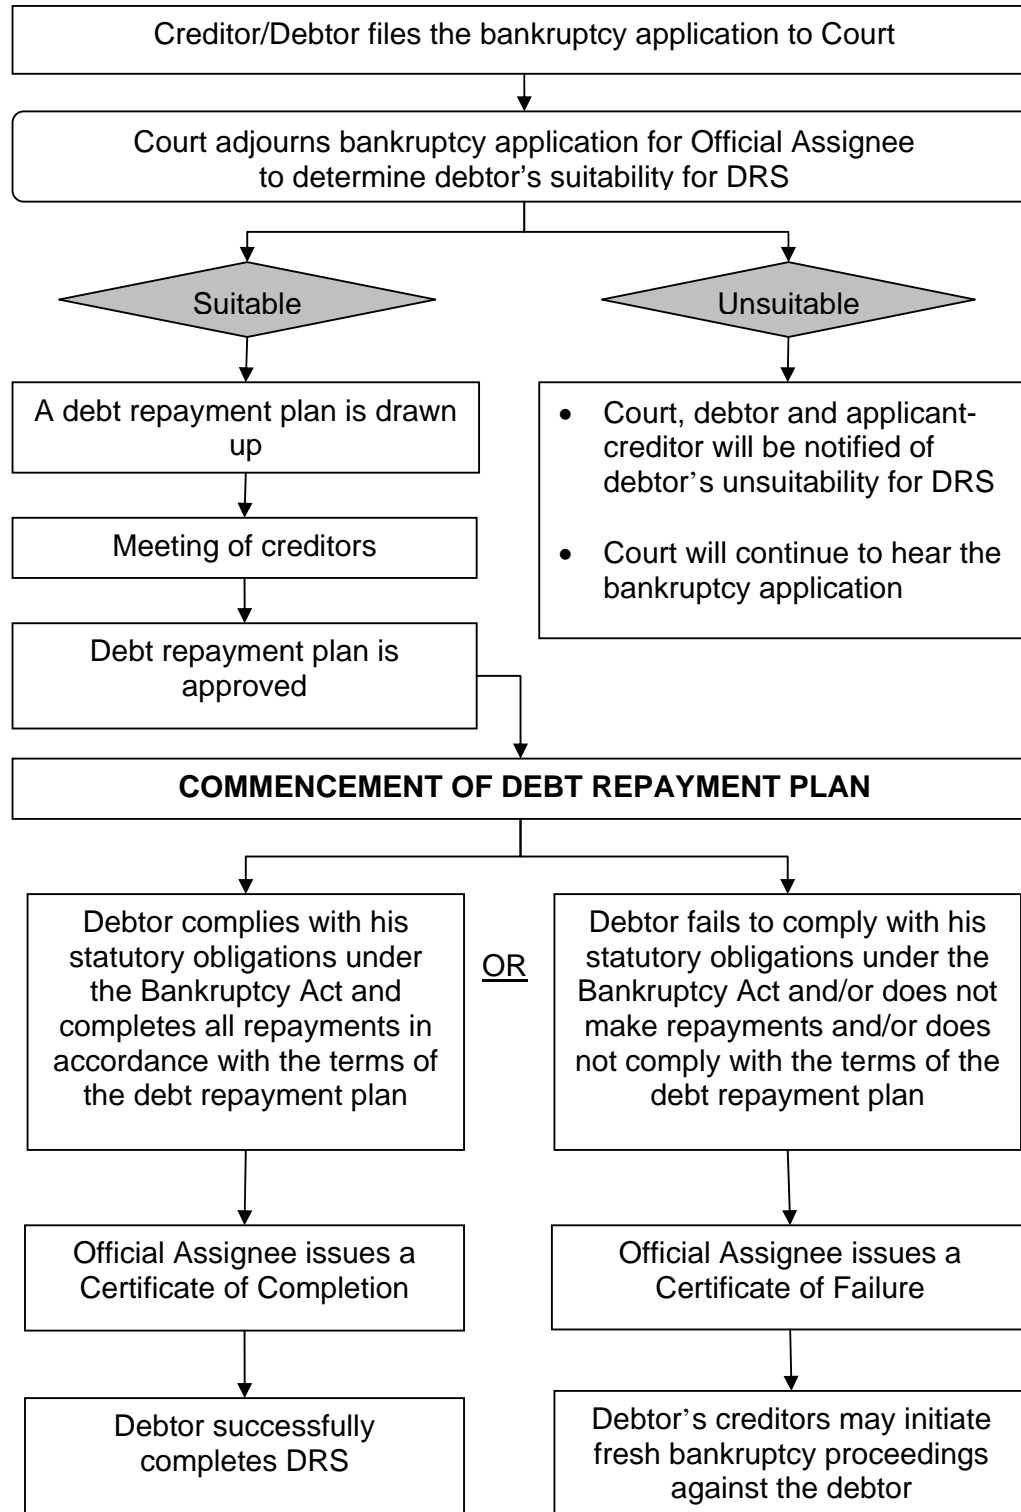 Creditor/Debtor files the bankruptcy application to Court
Court adjourns bankruptcy application for Official Assignee
to determine debtor's suitability for DRS
Suitable
Unsuitable
A debt repayment plan is drawn
up
Meeting of creditors
Debt repayment plan is
approved
• Court, debtor and applicant-
creditor will be notified of
debtor's unsuitability for DRS
• Court will continue to hear the
bankruptcy application
COMMENCEMENT OF DEBT REPAYMENT PLAN
Debtor complies with his
statutory obligations under
the Bankruptcy Act and
completes all repayments in
accordance with the terms of
the debt repayment plan
OR
Debtor fails to comply with his
statutory obligations under the
Bankruptcy Act and/or does not
make repayments and/or does
not comply with the terms of the
debt repayment plan
Official Assignee issues a
Certificate of Completion
Official Assignee issues a
Certificate of Failure
Debtor successfully
completes DRS
Debtor's creditors may initiate
fresh bankruptcy proceedings
against the debtor